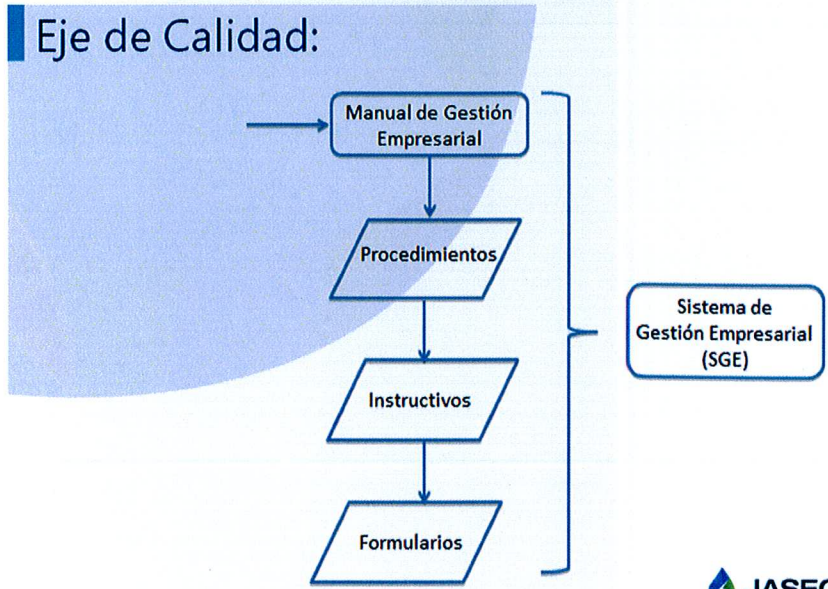 Eje de Calidad:
Manual de Gestión
Empresarial
Procedimientos
Sistema de
Gestión Empresarial
(SGE)
Instructivos
Formularios